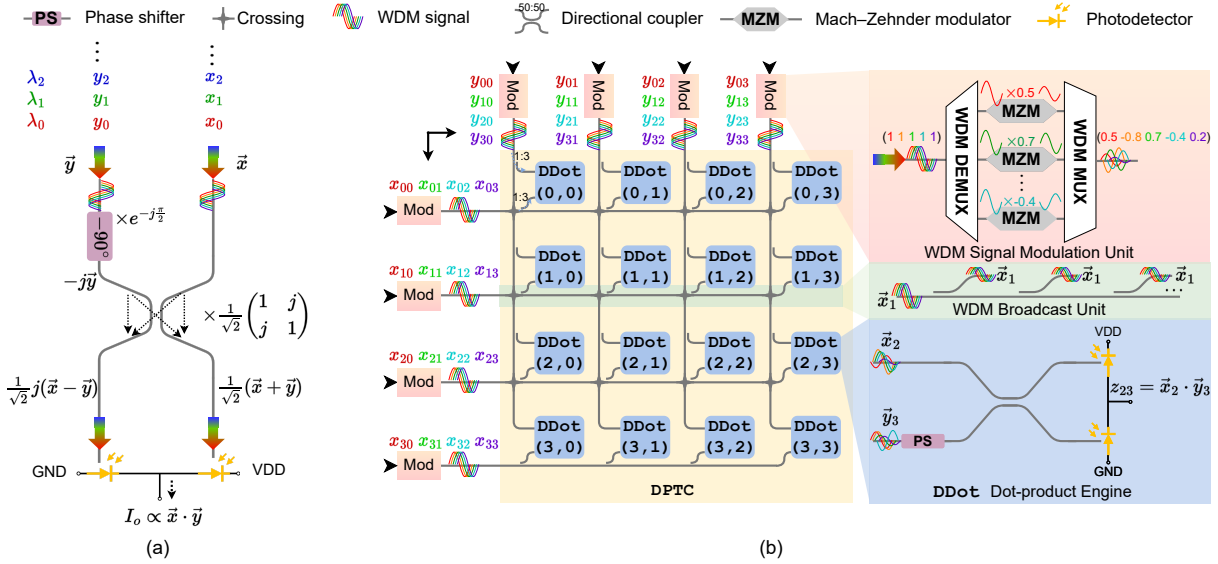 PS Phase shifter Crossing WDM signal 50:50 Directional coupler MZM Mach–Zehnder modulator Photodetector
⋮ ⋮
λ₂ y₂ x₂
λ₁ y₁ x₁
λ₀ y₀ x₀
y⃗ x⃗
−90° ×e^{−jπ/2}
−jy⃗
× 1/√2 (1 j
j 1)
1/√2 j(x⃗ − y⃗) 1/√2 (x⃗ + y⃗)
GND VDD
I_o ∝ x⃗ · y⃗
(a)
y₀₀ y₀₁ y₀₂ y₀₃
y₁₀ y₁₁ y₁₂ y₁₃
y₂₀ y₂₁ y₂₂ y₂₃
y₃₀ y₃₁ y₃₂ y₃₃
Mod Mod Mod Mod
1:3
1:3
x₀₀ x₀₁ x₀₂ x₀₃
Mod
DDot DDot DDot DDot
(0,0) (0,1) (0,2) (0,3)
x₁₀ x₁₁ x₁₂ x₁₃
Mod
DDot DDot DDot DDot
(1,0) (1,1) (1,2) (1,3)
x₂₀ x₂₁ x₂₂ x₂₃
Mod
DDot DDot DDot DDot
(2,0) (2,1) (2,2) (2,3)
x₃₀ x₃₁ x₃₂ x₃₃
Mod
DDot DDot DDot DDot
(3,0) (3,1) (3,2) (3,3)
DPTC
(b)
WDM DEMUX
WDM MUX
×0.5
MZM
(1 1 1 1 1) (0.5 -0.8 0.7 -0.4 0.2)
×0.7
MZM
⋮
×-0.4
MZM
WDM Signal Modulation Unit
x⃗₁ x⃗₁ x⃗₁ x⃗₁ ...
WDM Broadcast Unit
VDD
x⃗₂
z₂₃ = x⃗₂ · y⃗₃
y⃗₃
PS
GND
DDot Dot-product Engine